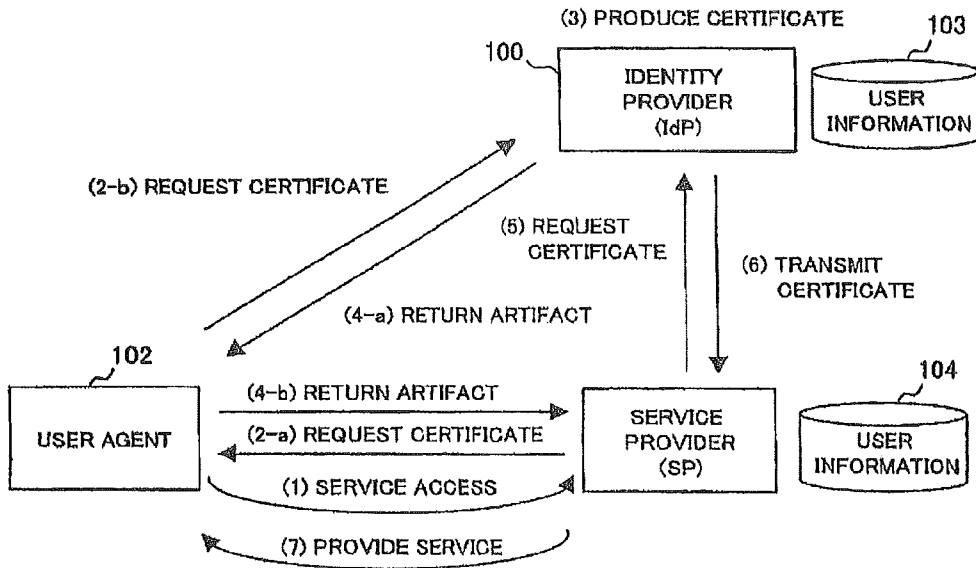 (3) PRODUCE CERTIFICATE
103
100
IDENTITY
PROVIDER
(IdP)
USER
INFORMATION
(2-b) REQUEST CERTIFICATE
(5) REQUEST
CERTIFICATE
(6) TRANSMIT
CERTIFICATE
(4-a) RETURN ARTIFACT
102
USER AGENT
(4-b) RETURN ARTIFACT
(2-a) REQUEST CERTIFICATE
(1) SERVICE ACCESS
(7) PROVIDE SERVICE
SERVICE
PROVIDER
(SP)
104
USER
INFORMATION